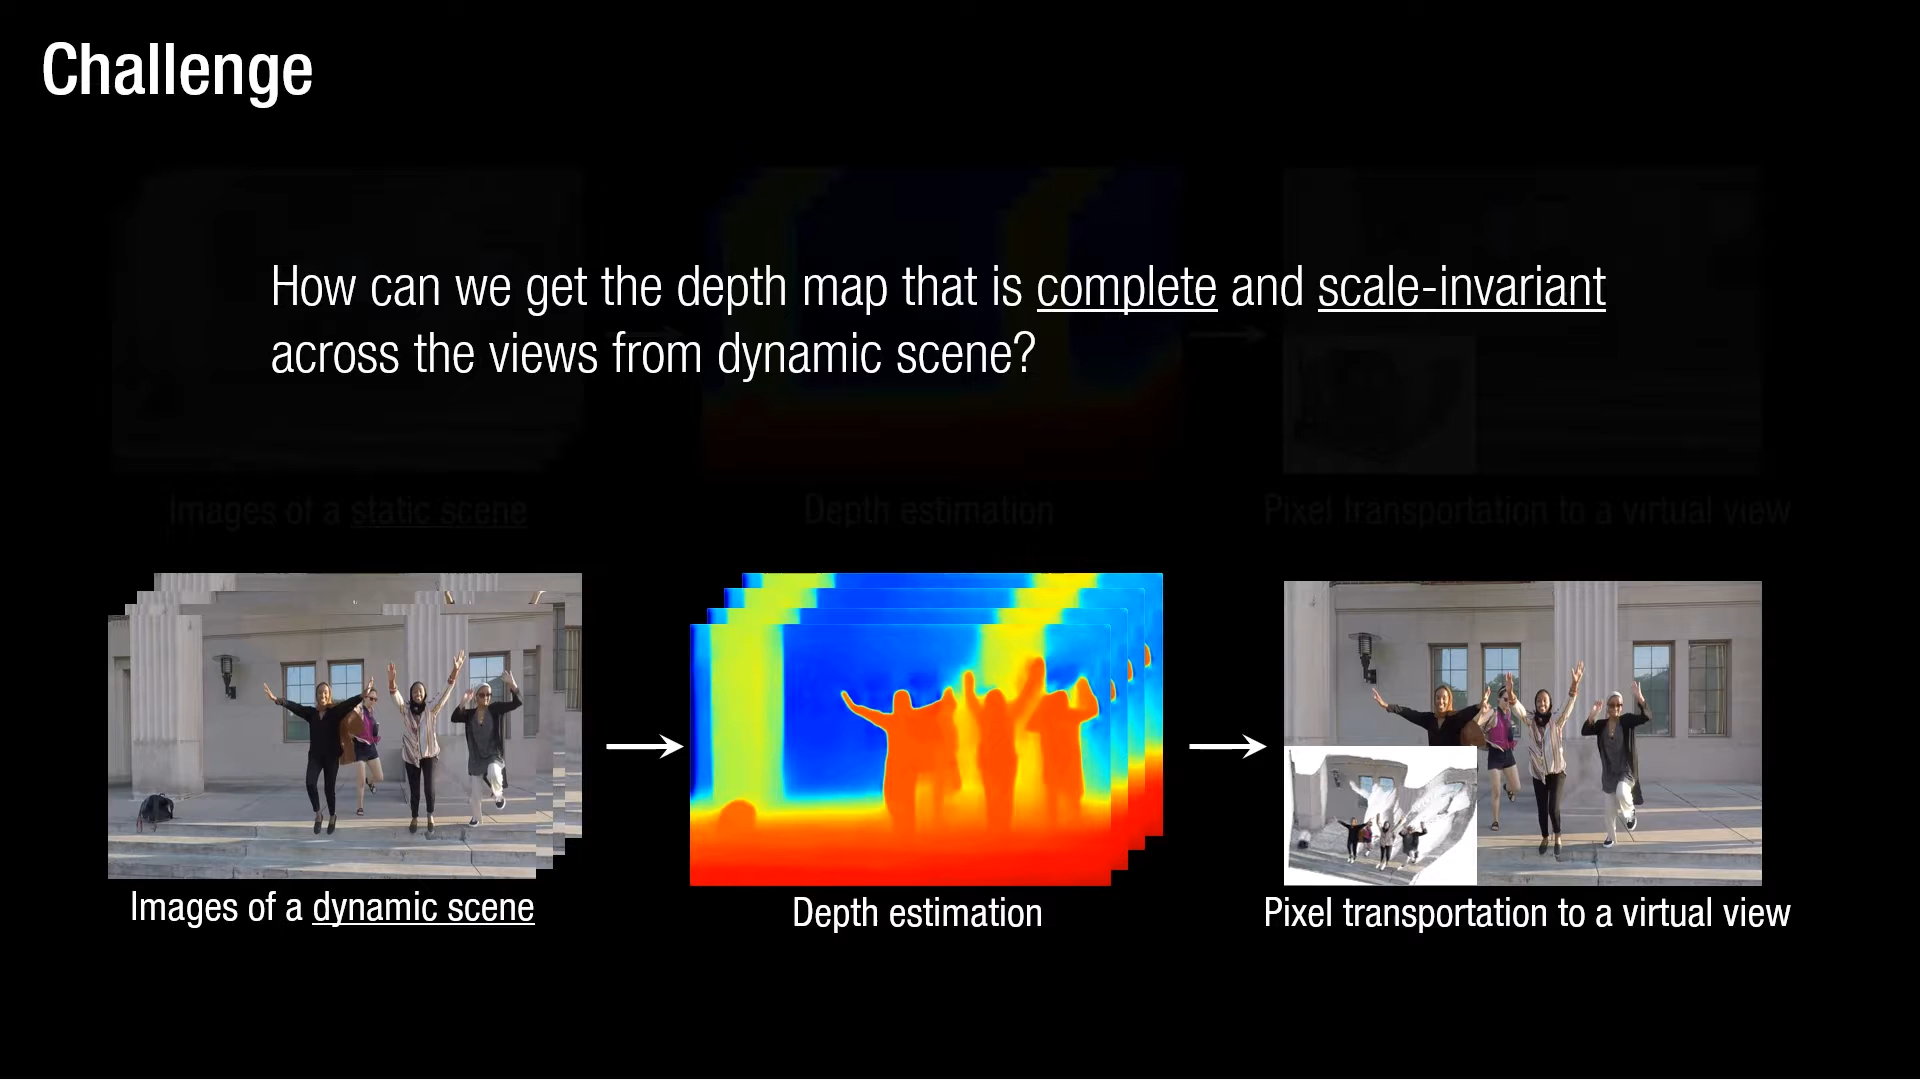 Challenge
How can we get the depth map that is complete and scale-invariant
across the views from dynamic scene?
Images of a static scene
Depth estimation
Pixel transportation to a virtual view
Images of a dynamic scene
Depth estimation
Pixel transportation to a virtual view